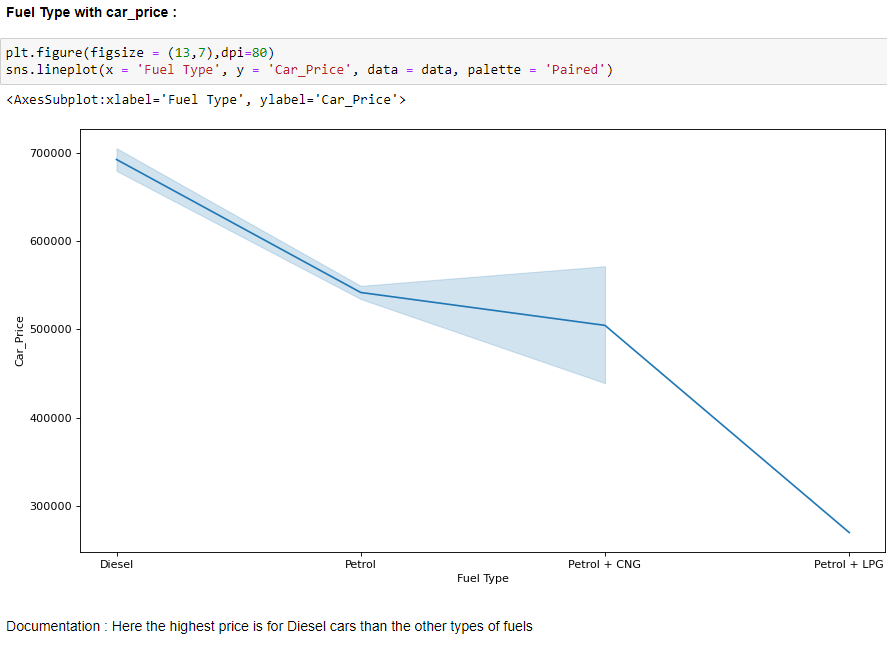 Fuel Type with car_price :
plt.figure(figsize = (13,7),dpi=80)
sns.lineplot(x = 'Fuel Type', y = 'Car_Price', data = data, palette = 'Paired')
<AxesSubplot:xlabel='Fuel Type', ylabel='Car_Price'>
700000
600000
500000
400000
300000
Car_Price
Diesel Petrol Petrol + CNG Petrol + LPG
Fuel Type
Documentation : Here the highest price is for Diesel cars than the other types of fuels